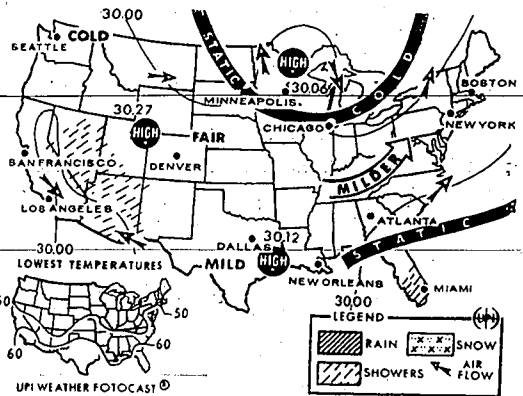 30.00
SEATTLE
COLD
STATIC
HIGH
30.06
COLD
MINNEAPOLIS
BOSTON
30.27
HIGH
FAIR
CHICAGO
NEW YORK
SAN FRANCISCO
DENVER
MILDER
LOS ANGELES
ATLANTA
STATIC
30.00
DALLAS
30.12
HIGH
MILD
NEW ORLEANS
MIAMI
30.00
LOWEST TEMPERATURES
50
60
60
UPI WEATHER FOTOCAST ®
LEGEND
UPI
RAIN
SNOW
SHOWERS
AIR
FLOW